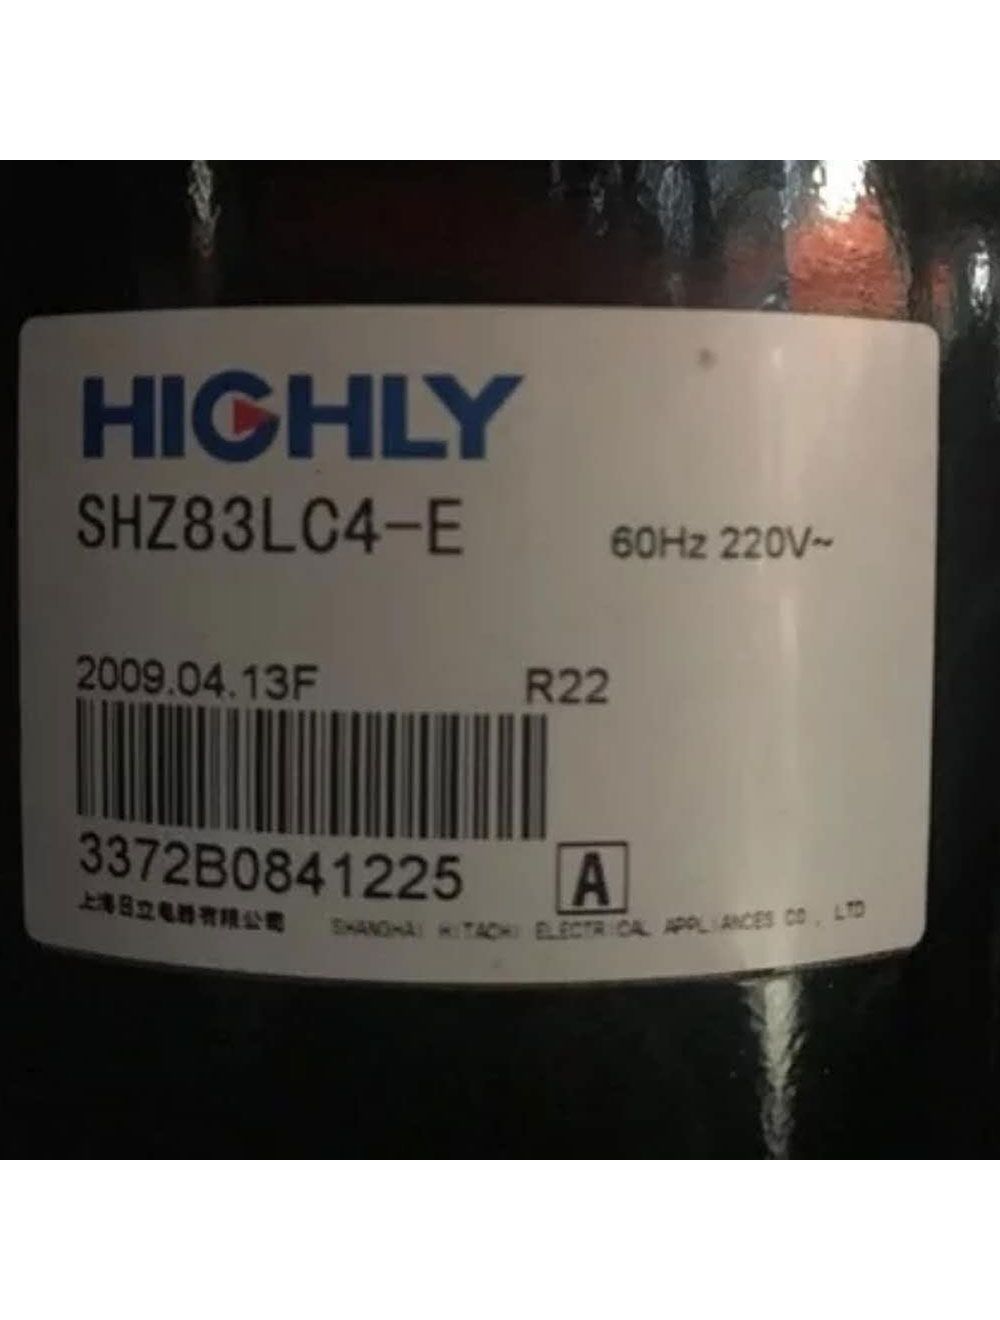 HIGHLY
SHZ83LC4-E
60Hz 220V~
2009.04.13F
R22
3372B0841225
A
上海日立电器有限公司
SHANGHAI HITACHI ELECTRICAL APPLIANCES CO., LTD